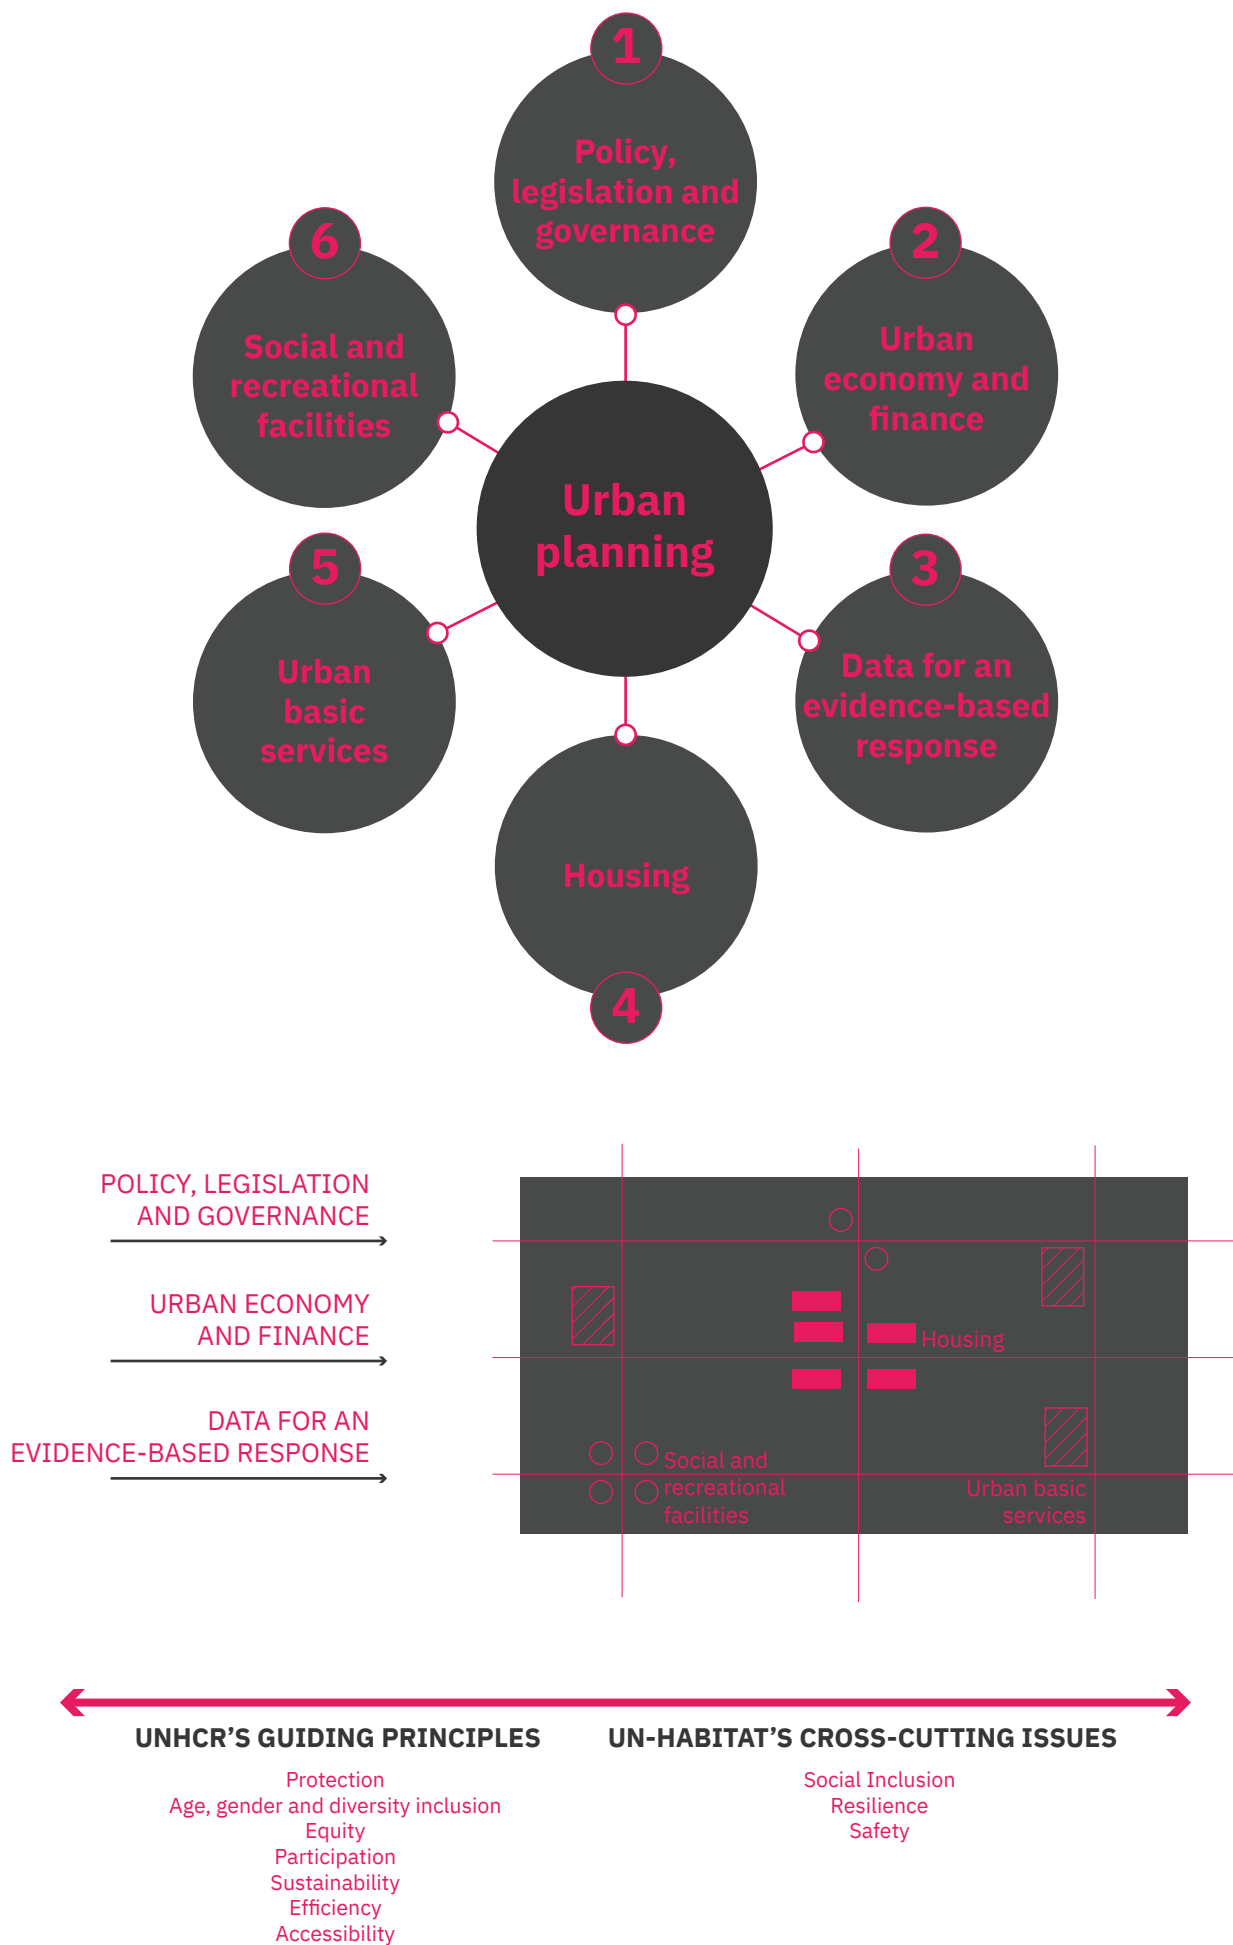 1
Policy,
legislation and
governance
2
Urban
economy and
finance
3
Data for an
evidence-based
response
4
Housing
5
Urban
basic
services
6
Social and
recreational
facilities
Urban
planning
POLICY, LEGISLATION
AND GOVERNANCE
URBAN ECONOMY
AND FINANCE
DATA FOR AN
EVIDENCE-BASED RESPONSE
Housing
Social and
recreational
facilities
Urban basic
services
UNHCR’S GUIDING PRINCIPLES
Protection
Age, gender and diversity inclusion
Equity
Participation
Sustainability
Efficiency
Accessibility
UN-HABITAT’S CROSS-CUTTING ISSUES
Social Inclusion
Resilience
Safety